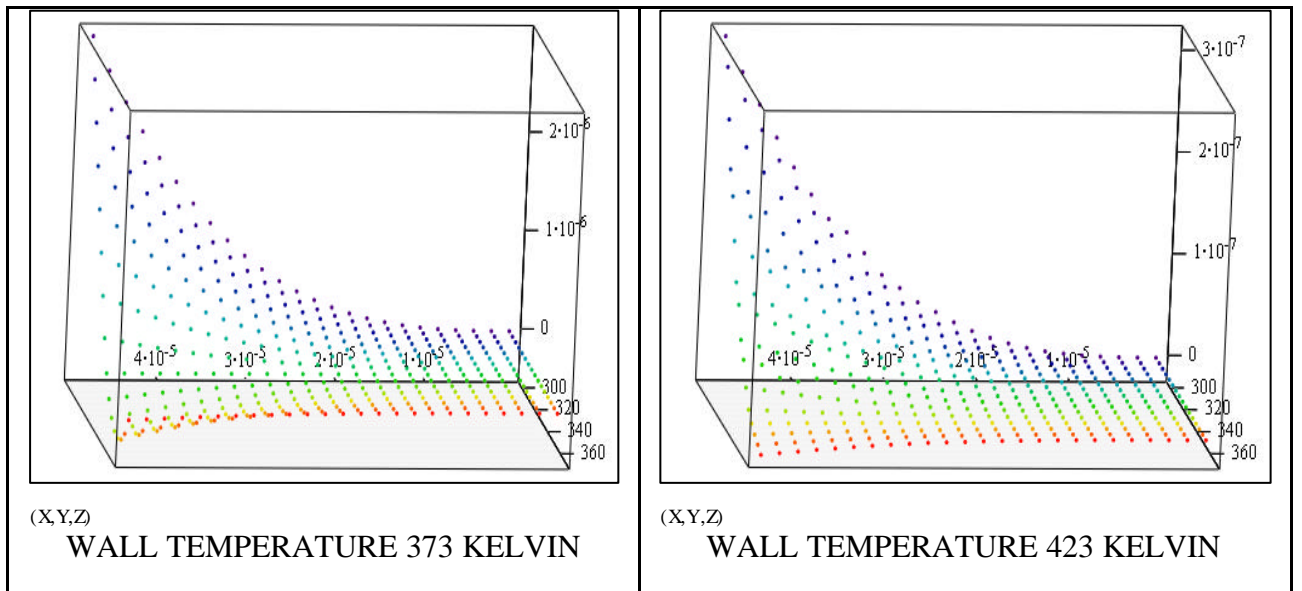 2·10⁻⁶
1·10⁻⁶
0
4·10⁻⁵ 3·10⁻⁵ 2·10⁻⁵ 1·10⁻⁵
300
320
340
360
(X,Y,Z)
WALL TEMPERATURE 373 KELVIN
3·10⁻⁷
2·10⁻⁷
1·10⁻⁷
0
4·10⁻⁵ 3·10⁻⁵ 2·10⁻⁵ 1·10⁻⁵
300
320
340
360
(X,Y,Z)
WALL TEMPERATURE 423 KELVIN